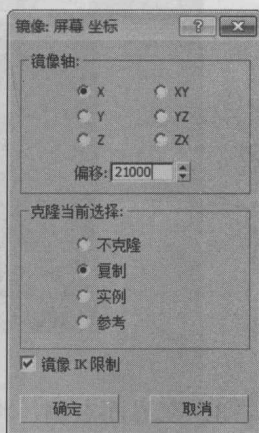 镜像: 屏幕 坐标
镜像轴:
X XY
Y YZ
Z ZX
偏移: 21000
克隆当前选择:
不克隆
复制
实例
参考
镜像 IK 限制
确定 取消